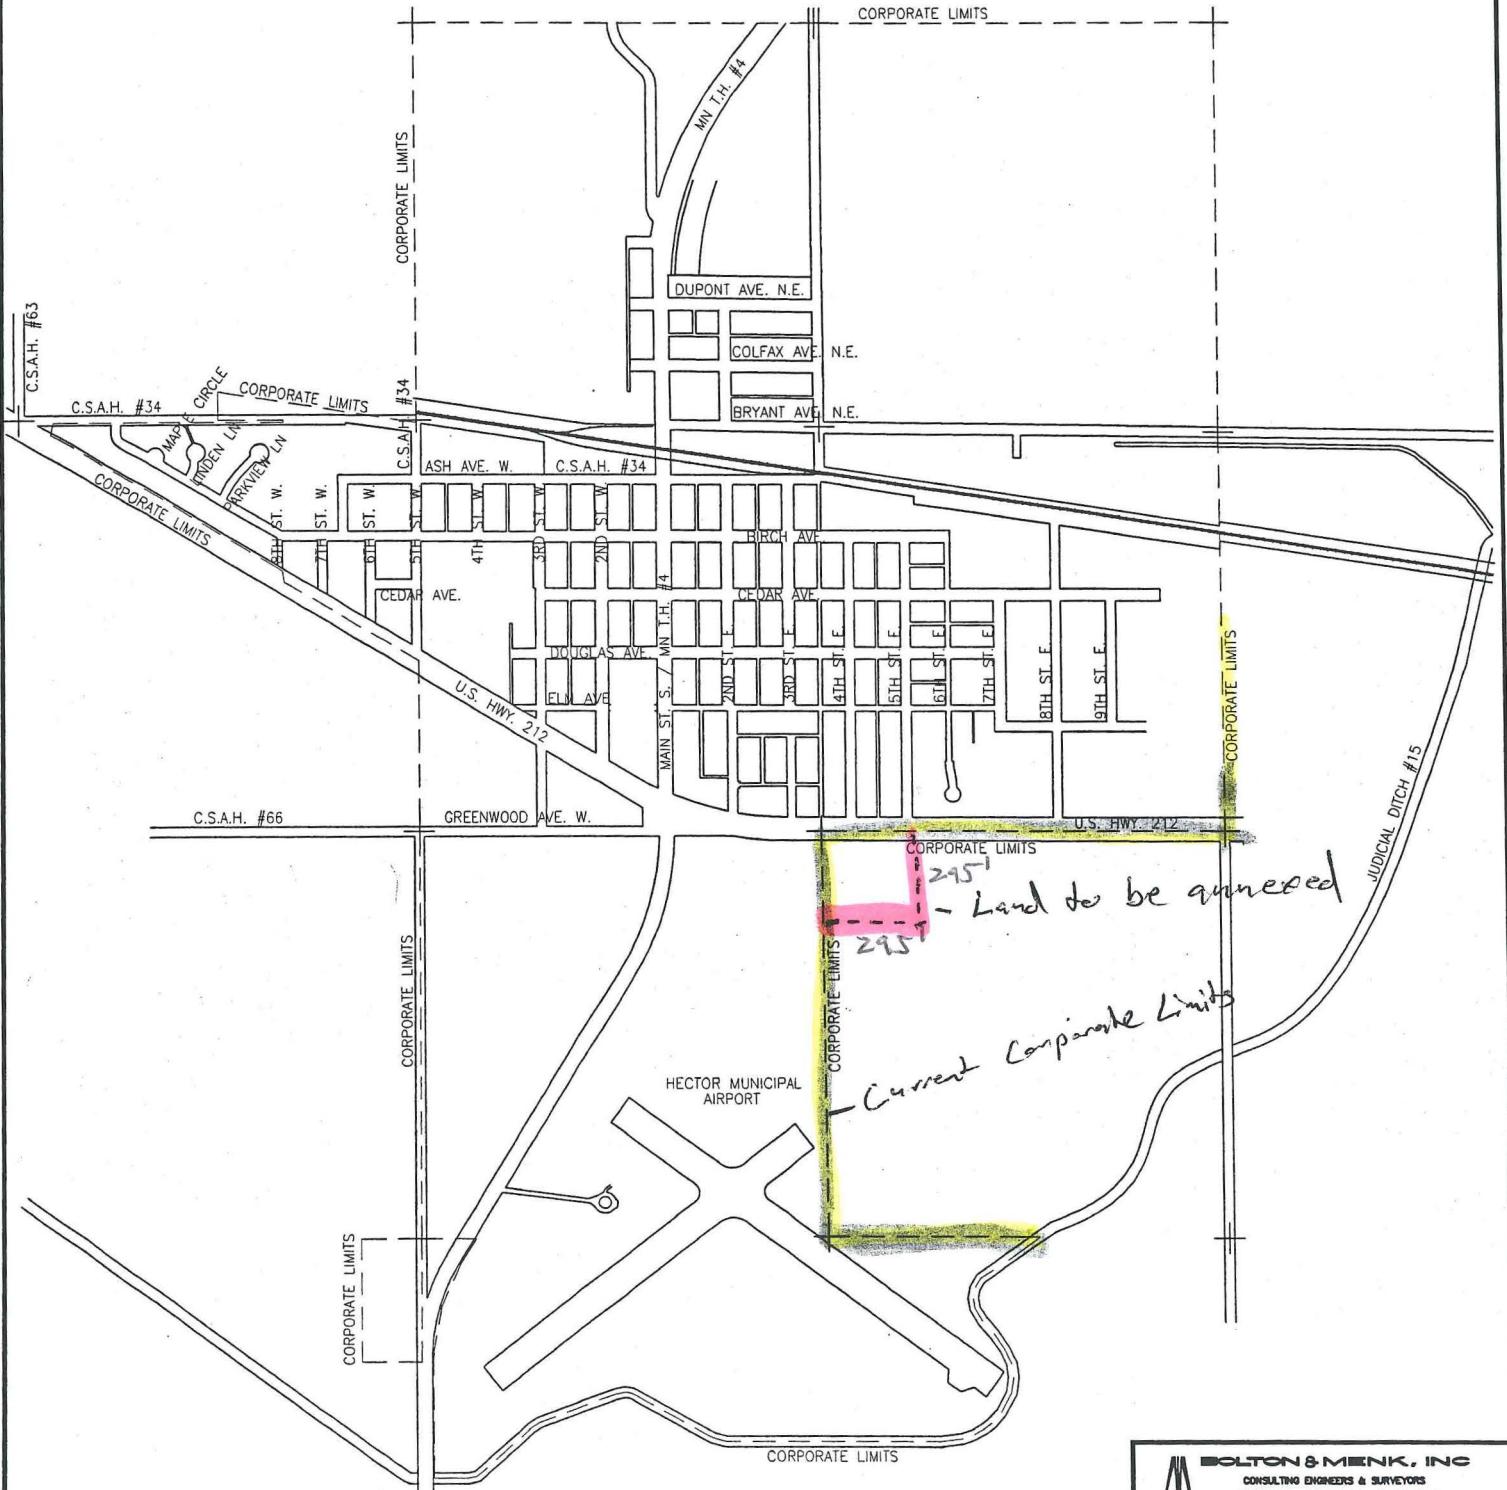 CORPORATE LIMITS
MN T.H. #4
CORPORATE LIMITS
DUPONT AVE. N.E.
C.S.A.H. #63
COLFAX AVE. N.E.
C.S.A.H. #34
MAPLE CIRCLE
CORPORATE LIMITS
C.S.A.H. #34
BRYANT AVE. N.E.
LINDEN LN
PARKVIEW LN
ASH AVE. W.
C.S.A.H. #34
CORPORATE LIMITS
8TH ST. W.
7TH ST. W.
6TH ST. W.
5TH ST. W.
4TH ST. W.
3RD ST. W.
2ND ST. W.
BIRCH AVE.
CEDAR AVE.
MAIN ST. S. / MN T.H. #4
CEDAR AVE.
DOUGLAS AVE.
2ND ST. E.
3RD ST. E.
4TH ST. E.
5TH ST. E.
6TH ST. E.
7TH ST. E.
8TH ST. E.
9TH ST. E.
CORPORATE LIMITS
ELM AVE.
U.S. HWY. 212
JUDICIAL DITCH #15
C.S.A.H. #66
GREENWOOD AVE. W.
U.S. HWY. 212
CORPORATE LIMITS
295'
- Land to be annexed
295'
CORPORATE LIMITS
CORPORATE LIMITS
- Current Corporate Limits
HECTOR MUNICIPAL
AIRPORT
CORPORATE LIMITS
CORPORATE LIMITS
BOLTON & MENK, INC
CONSULTING ENGINEERS & SURVEYORS